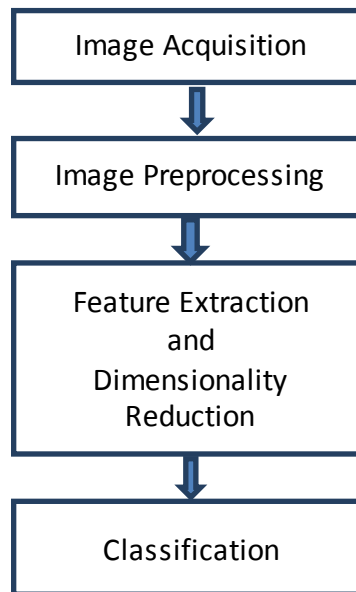 Image Acquisition
Image Preprocessing
Feature Extraction
and
Dimensionality
Reduction
Classification